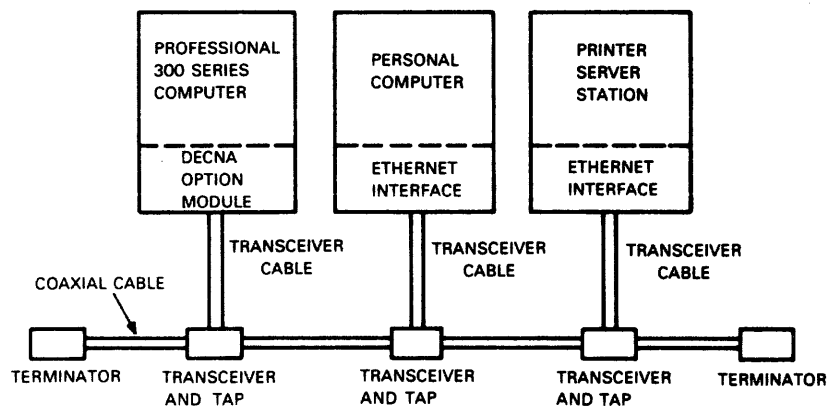 PROFESSIONAL
300 SERIES
COMPUTER
DECNA
OPTION
MODULE
PERSONAL
COMPUTER
ETHERNET
INTERFACE
PRINTER
SERVER
STATION
ETHERNET
INTERFACE
TRANSCEIVER
CABLE
TRANSCEIVER
CABLE
TRANSCEIVER
CABLE
COAXIAL CABLE
TERMINATOR
TRANSCEIVER
AND TAP
TRANSCEIVER
AND TAP
TRANSCEIVER
AND TAP
TERMINATOR